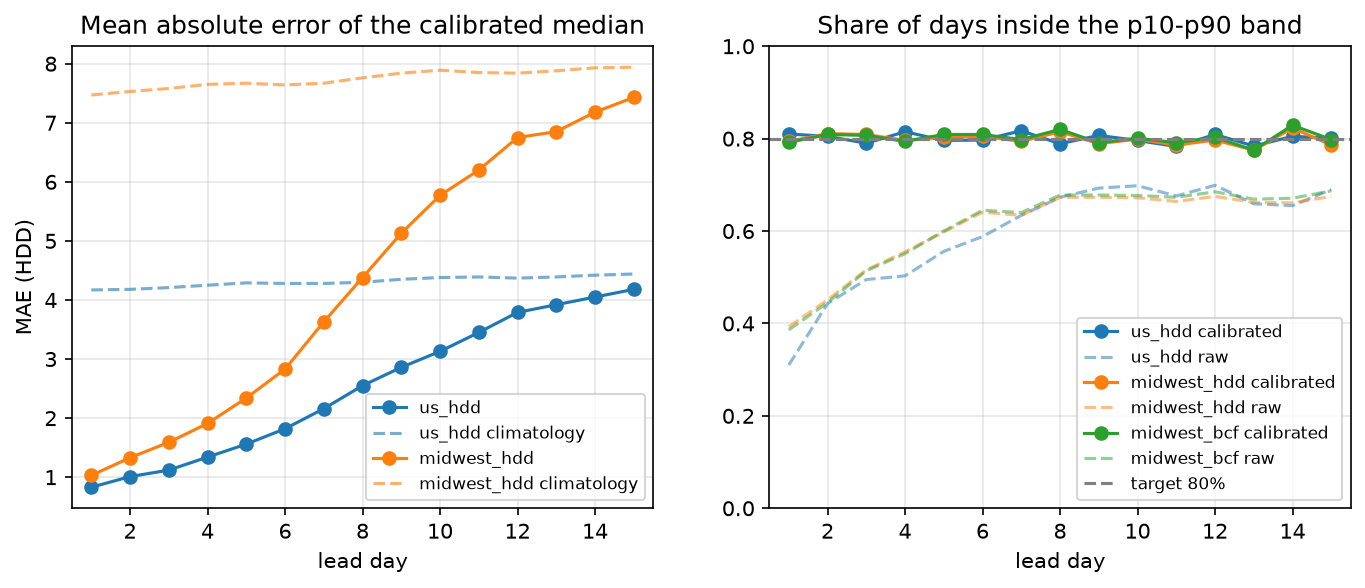 Mean absolute error of the calibrated median
MAE (HDD)
8
7
6
5
4
3
2
1
2 4 6 8 10 12 14
lead day
us_hdd
us_hdd climatology
midwest_hdd
midwest_hdd climatology
Share of days inside the p10-p90 band
1.0
0.8
0.6
0.4
0.2
0.0
2 4 6 8 10 12 14
lead day
us_hdd calibrated
us_hdd raw
midwest_hdd calibrated
midwest_hdd raw
midwest_bcf calibrated
midwest_bcf raw
target 80%